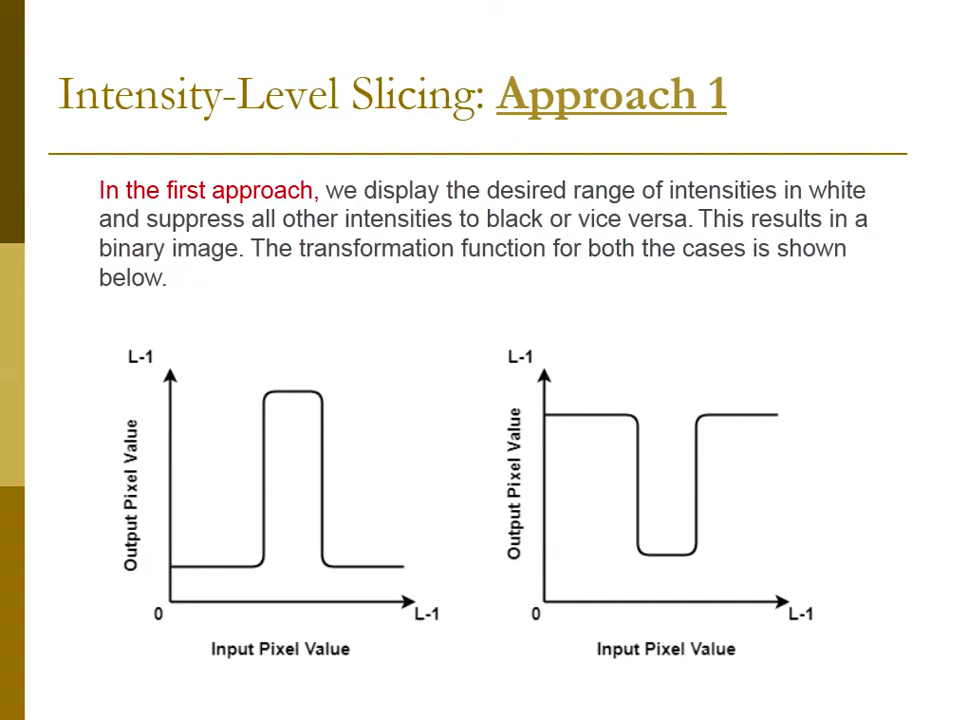 Intensity-Level Slicing: Approach 1
In the first approach, we display the desired range of intensities in white
and suppress all other intensities to black or vice versa. This results in a
binary image. The transformation function for both the cases is shown
below.
L-1
Output Pixel Value
0
L-1
Input Pixel Value
L-1
Output Pixel Value
0
L-1
Input Pixel Value